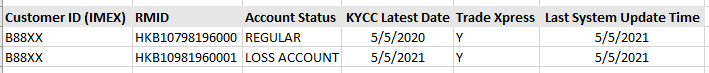 Customer ID (IMEX) RMID Account Status KYCC Latest Date Trade Xpress Last System Update Time
B88XX HKB10798196000 REGULAR 5/5/2020 Y 5/5/2021
B88XX HKB10981960001 LOSS ACCOUNT 5/5/2021 Y 5/5/2021